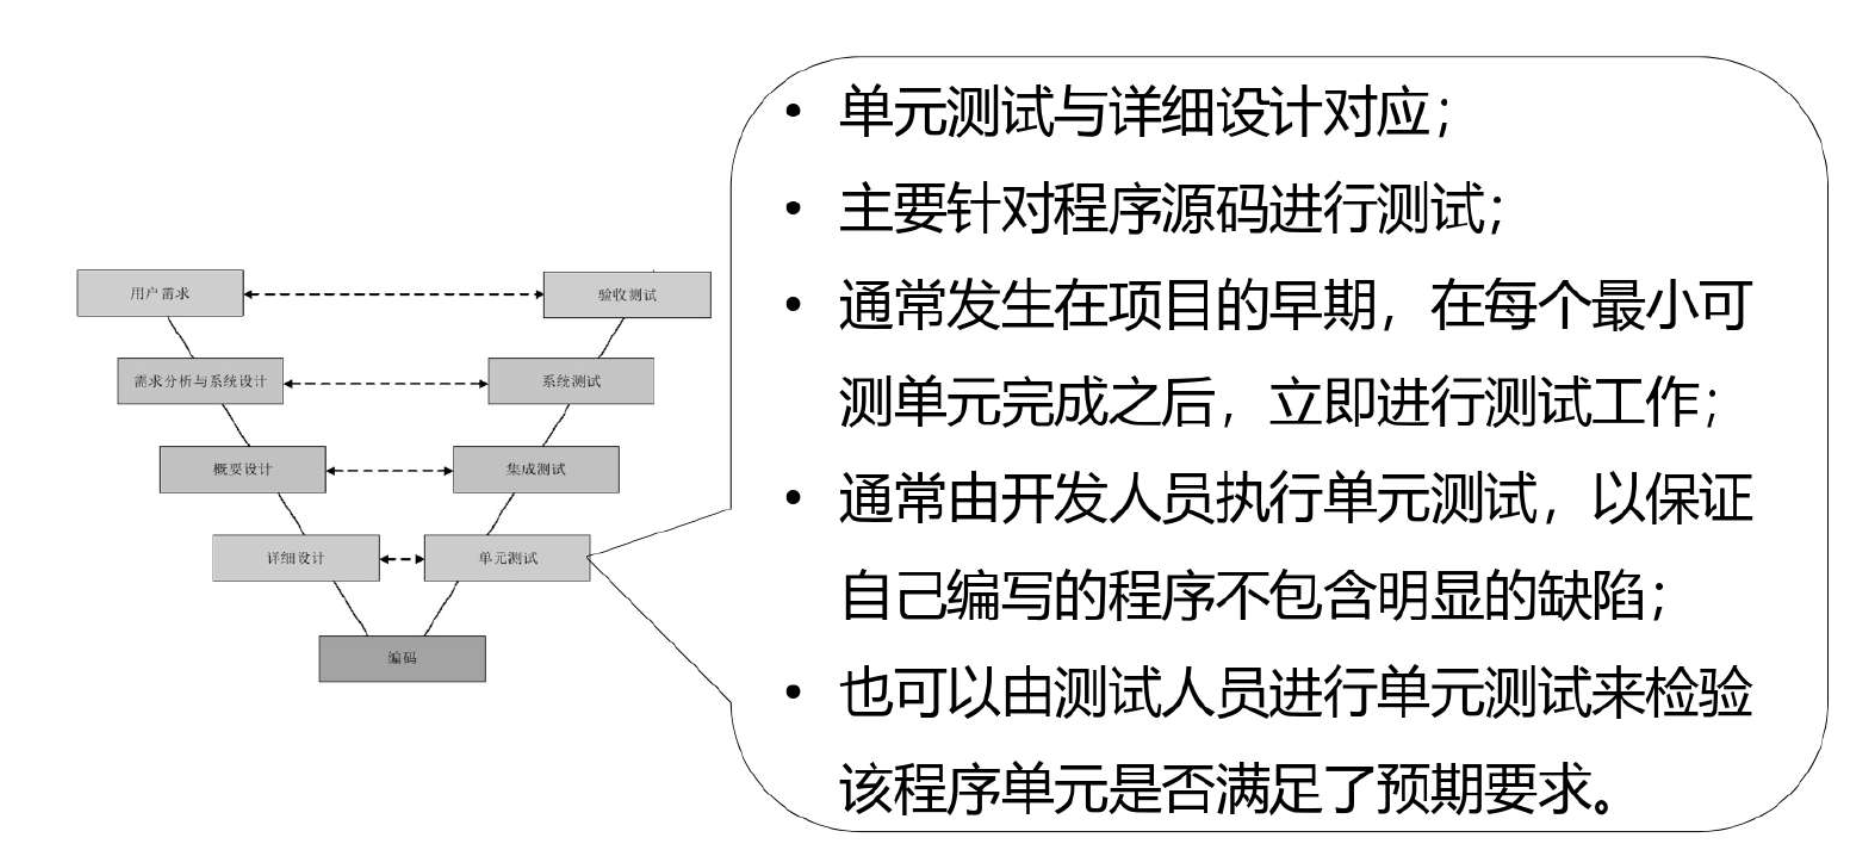 用户需求
验收测试
需求分析与系统设计
系统测试
概要设计
集成测试
详细设计
单元测试
编码
• 单元测试与详细设计对应；
• 主要针对程序源码进行测试；
• 通常发生在项目的早期，在每个最小可
测单元完成之后，立即进行测试工作；
• 通常由开发人员执行单元测试，以保证
自己编写的程序不包含明显的缺陷；
• 也可以由测试人员进行单元测试来检验
该程序单元是否满足了预期要求。